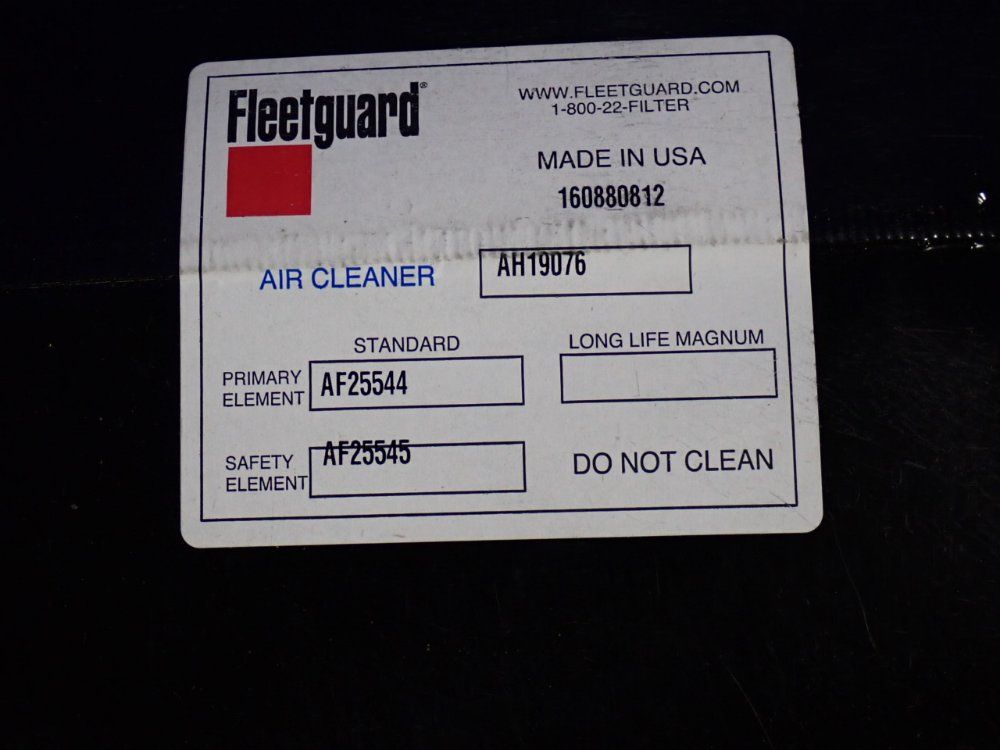 Fleetguard®
WWW.FLEETGUARD.COM
1-800-22-FILTER
MADE IN USA
160880812
AIR CLEANER AH19076
STANDARD LONG LIFE MAGNUM
PRIMARY
ELEMENT AF25544
SAFETY
ELEMENT AF25545
DO NOT CLEAN